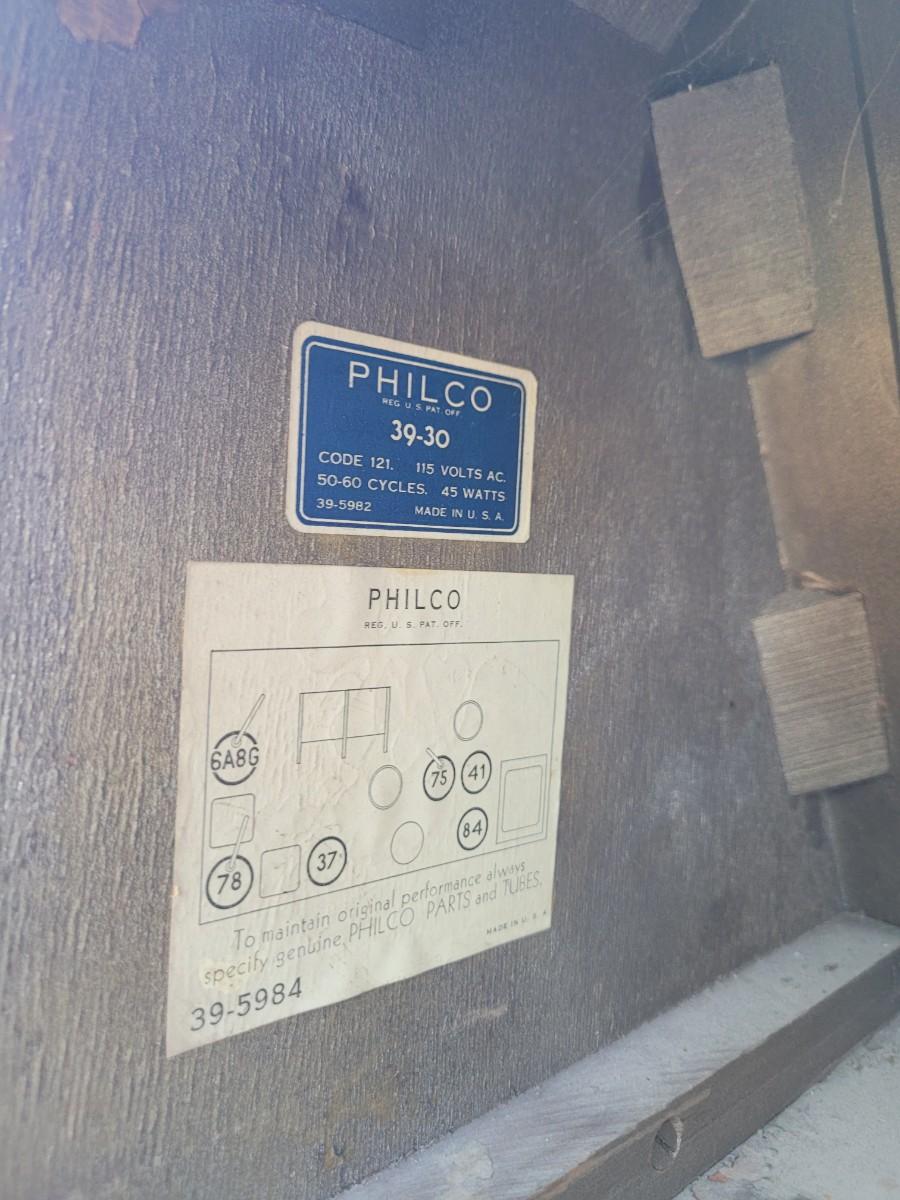 PHILCO
REG. U. S. PAT. OFF
39-30
CODE 121. 115 VOLTS AC.
50-60 CYCLES. 45 WATTS
39-5982 MADE IN U. S. A.
PHILCO
REG. U. S. PAT. OFF.
6A8G
75 41
84
37
78
To maintain original performance always
specify genuine PHILCO PARTS and TUBES.
MADE IN U. S. A
39-5984